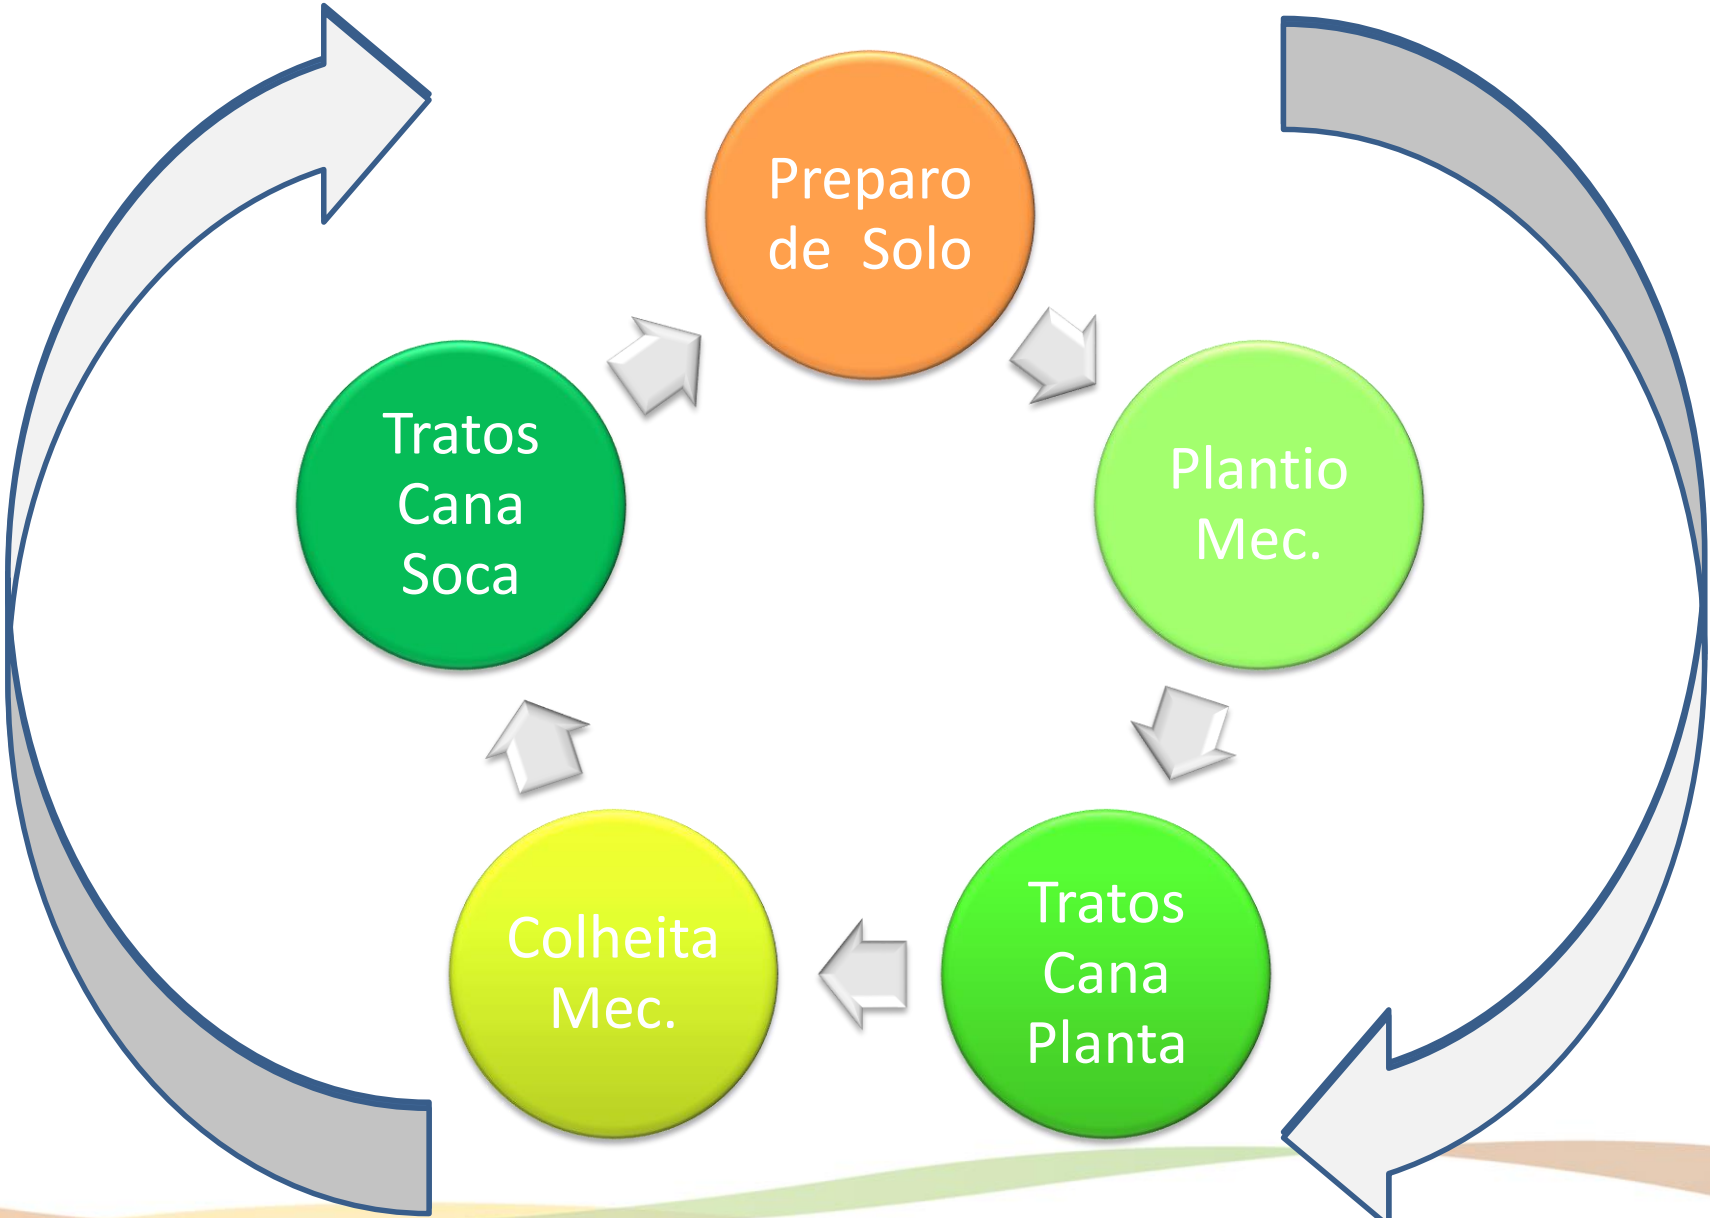 Preparo
de Solo
Plantio
Mec.
Tratos
Cana
Planta
Colheita
Mec.
Tratos
Cana
Soca